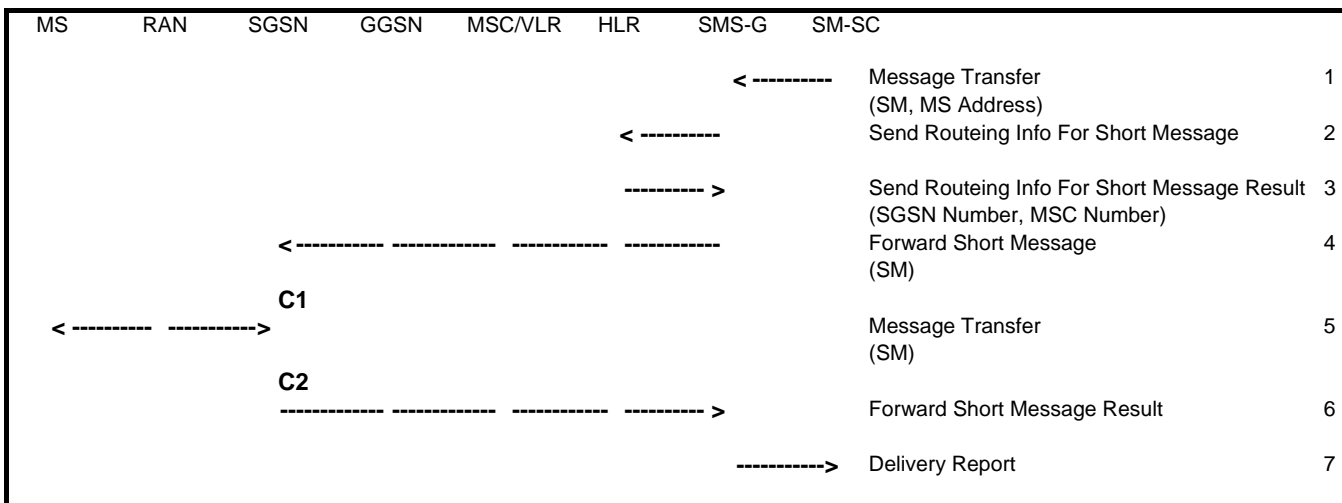 MS RAN SGSN GGSN MSC/VLR HLR SMS-G SM-SC
< ---------- Message Transfer 1
(SM, MS Address)
< ---------- Send Routeing Info For Short Message 2
---------- > Send Routeing Info For Short Message Result 3
(SGSN Number, MSC Number)
< ----------- ------------- ------------ ------------ Forward Short Message 4
(SM)
C1
< ---------- -----------> Message Transfer 5
(SM)
C2
------------- ------------- ------------ ---------- > Forward Short Message Result 6
-----------> Delivery Report 7